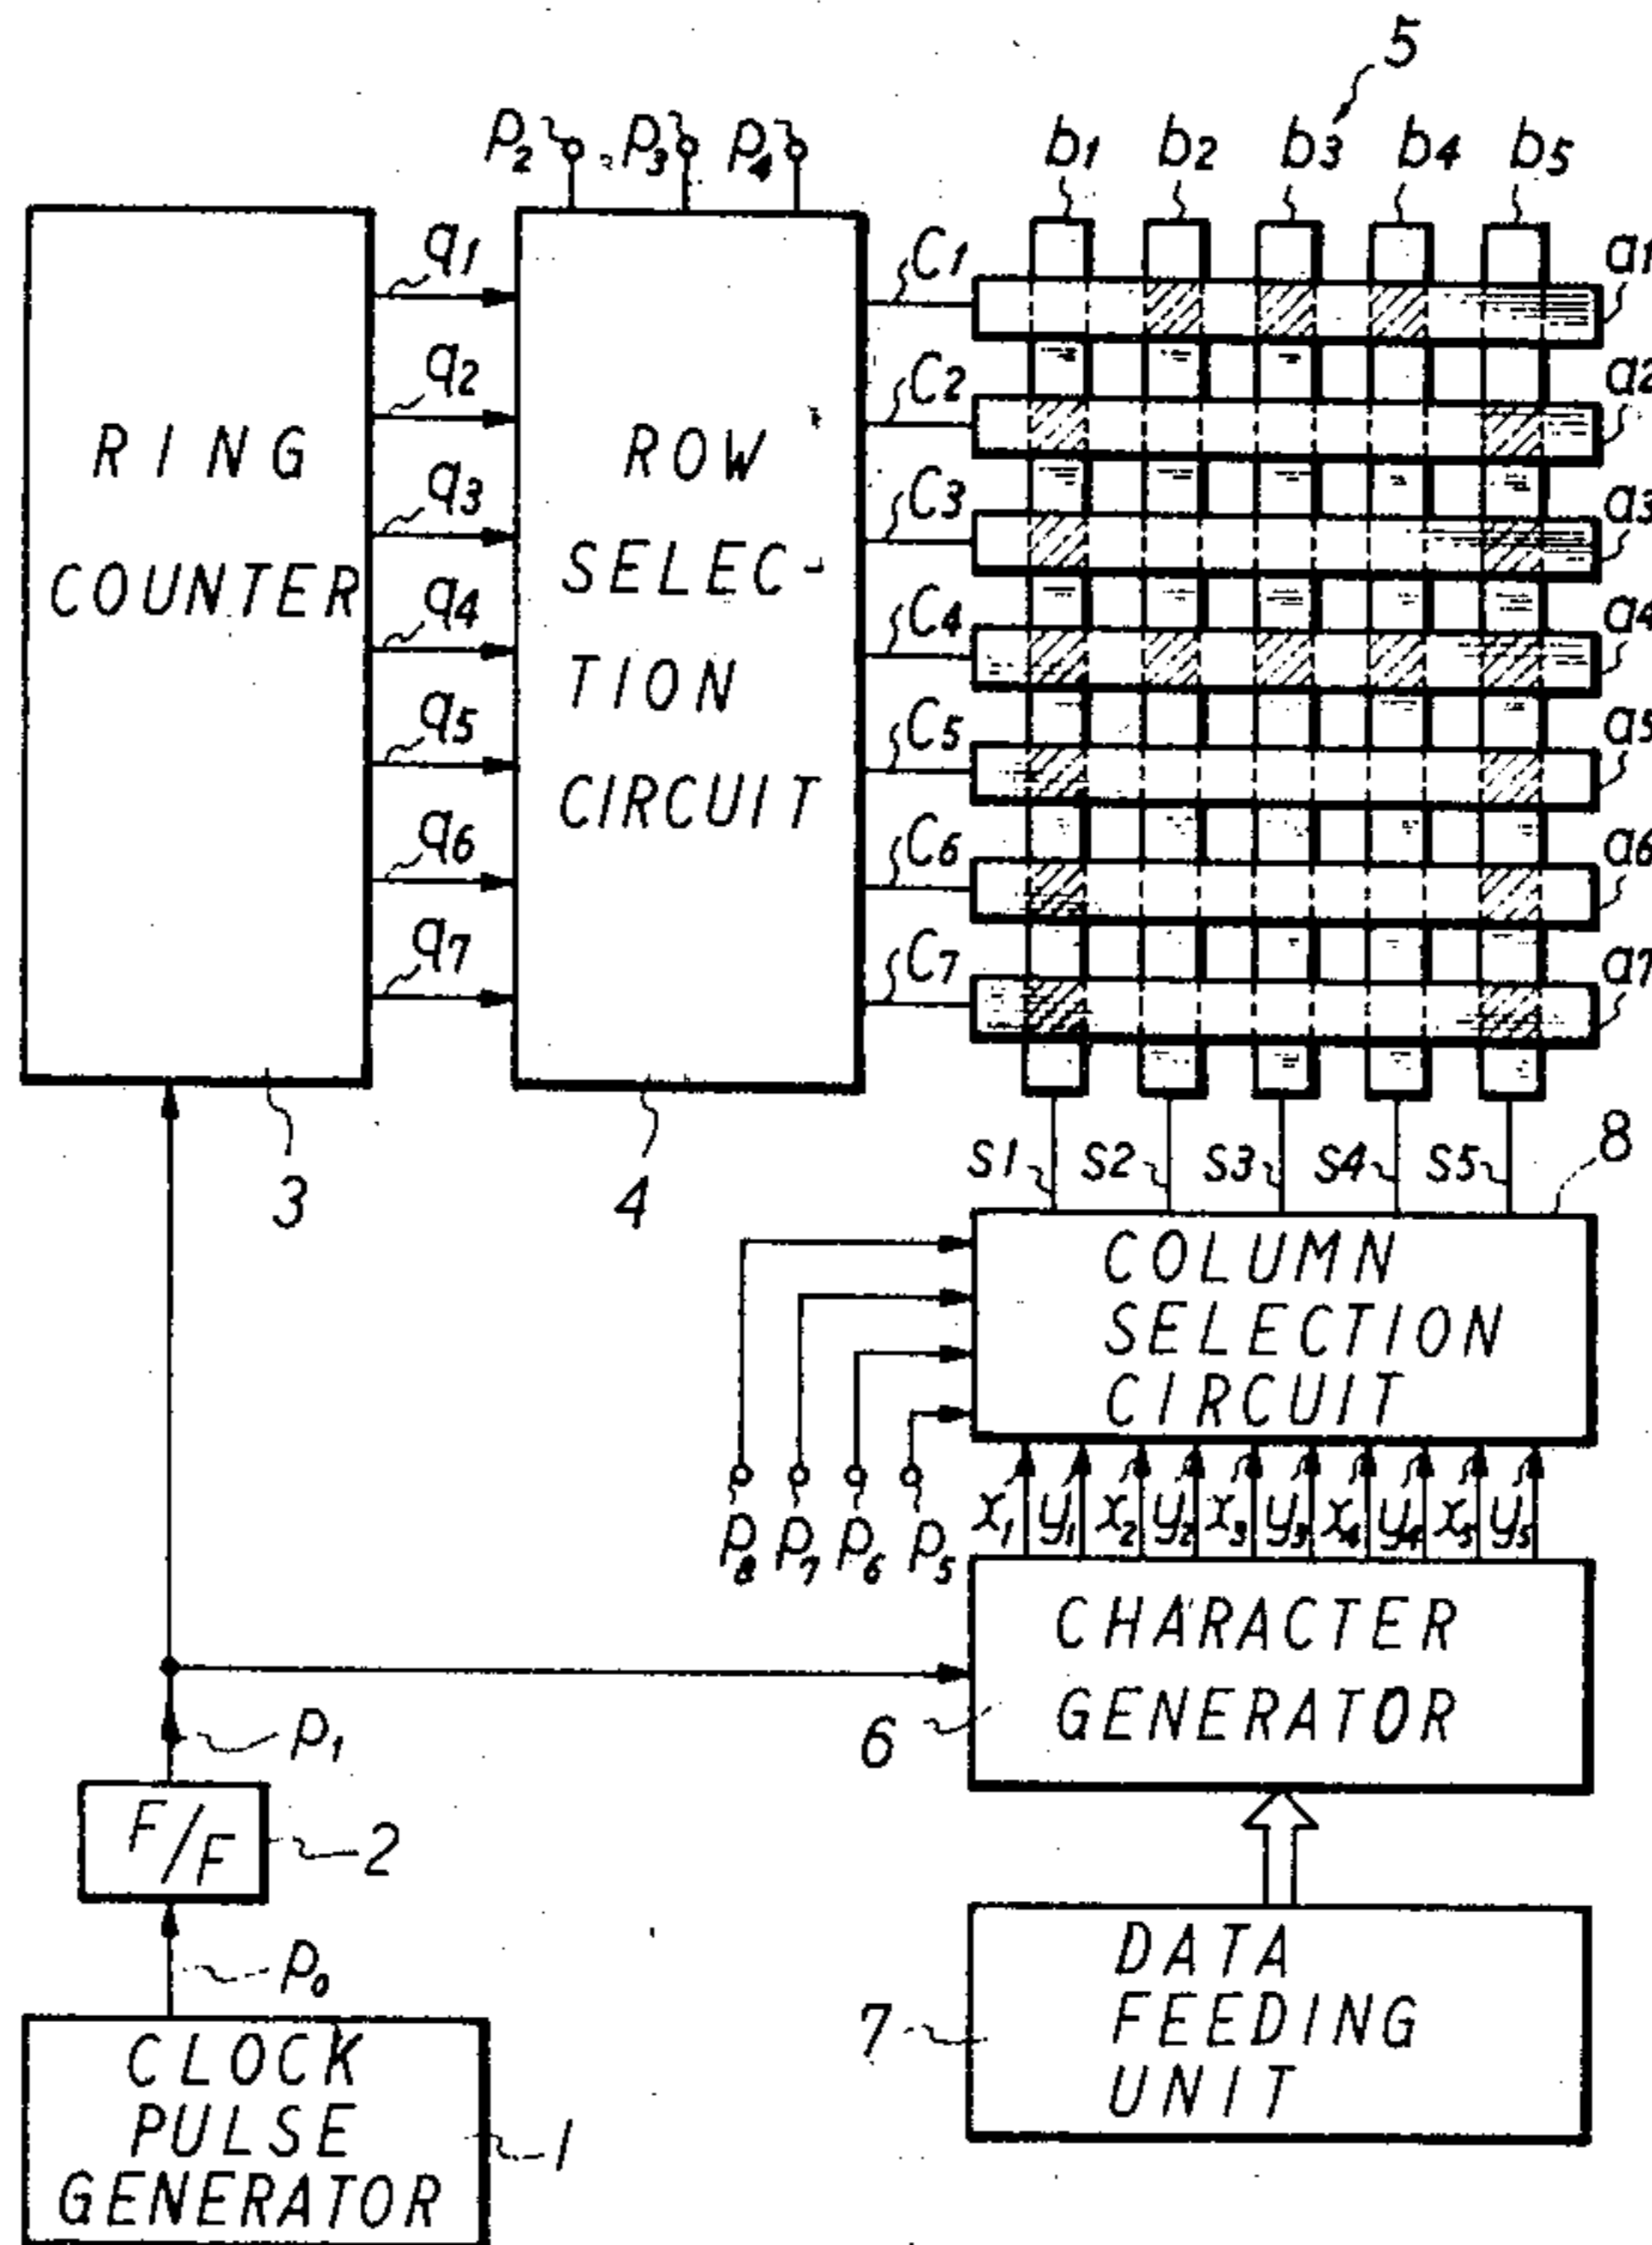 5
p2 p3 p4
b1 b2 b3 b4 b5
RING
COUNTER
q1
q2
q3
q4
q5
q6
q7
3
ROW
SELEC-
TION
CIRCUIT
4
C1
C2
C3
C4
C5
C6
C7
a1
a2
a3
a4
a5
a6
a7
s1 s2 s3 s4 s5
8
COLUMN
SELECTION
CIRCUIT
p8 p7 p6 p5
x1 y1 x2 y2 x3 y3 x4 y4 x5 y5
CHARACTER
GENERATOR
6
p1
F/F
2
p0
DATA
FEEDING
UNIT
7
CLOCK
PULSE
GENERATOR
1